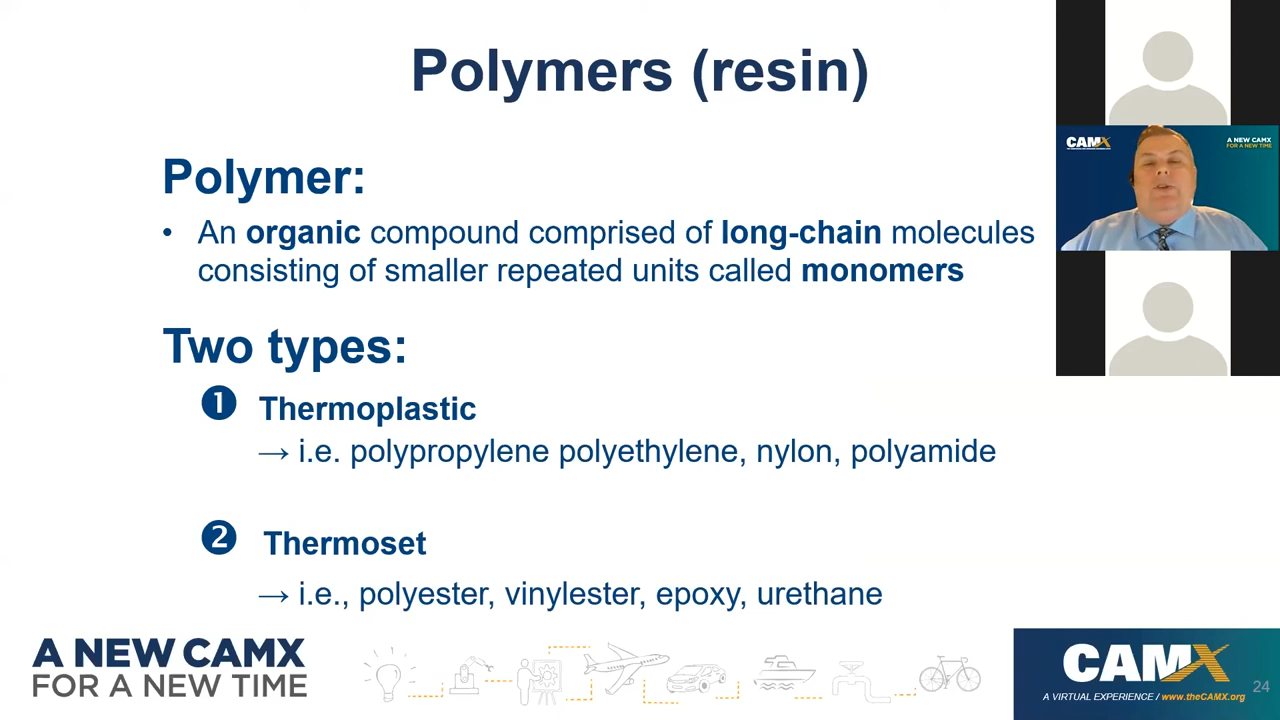 Polymers (resin)
CAMX
A NEW CAMX
FOR A NEW TIME
Polymer:
• An organic compound comprised of long-chain molecules
consisting of smaller repeated units called monomers
Two types:
❶ Thermoplastic
→ i.e. polypropylene polyethylene, nylon, polyamide
❷ Thermoset
→ i.e., polyester, vinylester, epoxy, urethane
A NEW CAMX
FOR A NEW TIME
CAMX
A VIRTUAL EXPERIENCE / www.theCAMX.org
24